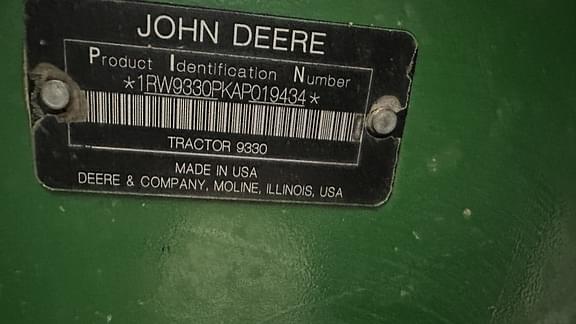 JOHN DEERE
Product Identification Number
*1RW9330PKAP019434*
TRACTOR 9330
MADE IN USA
DEERE & COMPANY, MOLINE, ILLINOIS, USA